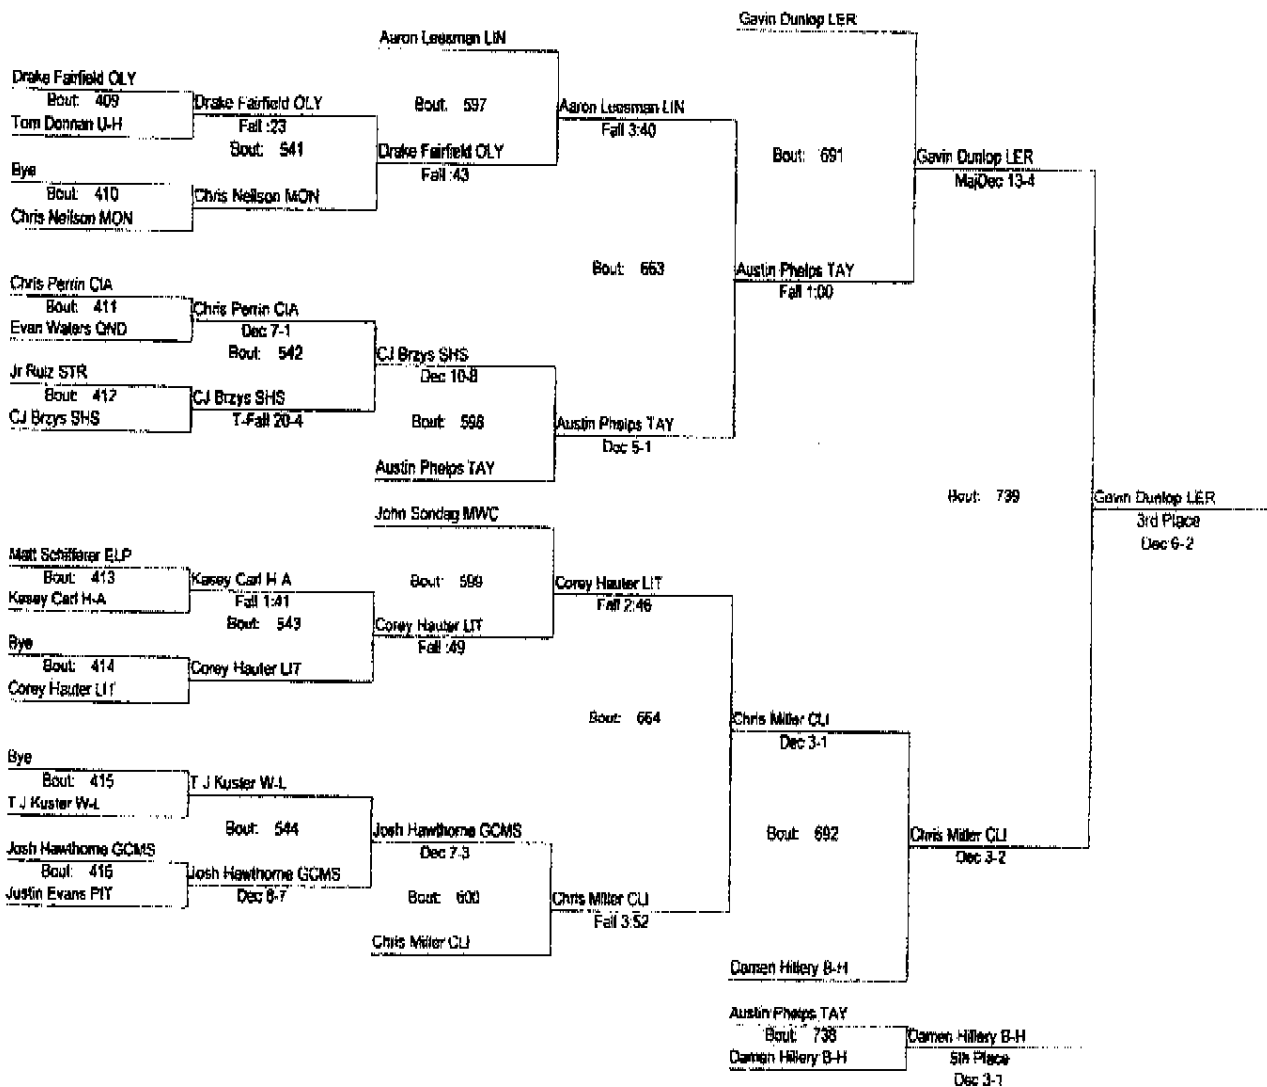 Gavin Dunlop LER
Aaron Lessman LIN
Drake Fairfield OLY
Bout: 409
Tom Donnan U-H
Drake Fairfield OLY
Fall :23
Bout: 541
Bye
Bout: 410
Chris Neilson MON
Chris Neilson MON
Bout: 597
Drake Fairfield OLY
Fall :43
Aaron Lessman LIN
Fall 3:40
Bout: 691
Gavin Dunlop LER
MajDec 13-4
Chris Perrin CIA
Bout: 411
Evan Waters QND
Chris Perrin CIA
Dec 7-1
Bout: 542
Jr Ruiz STR
Bout: 412
CJ Brzys SHS
CJ Brzys SHS
T-Fall 20-4
CJ Brzys SHS
Dec 10-8
Bout: 598
Austin Phelps TAY
Austin Phelps TAY
Dec 5-1
Bout: 663
Austin Phelps TAY
Fall 1:00
Bout: 739
Gavin Dunlop LER
3rd Place
Dec 6-2
John Sondag MWC
Matt Schifferer ELP
Bout: 413
Kasey Carl H-A
Kasey Carl H-A
Fall 1:41
Bout: 543
Bye
Bout: 414
Corey Hauter LIT
Corey Hauter LIT
Bout: 599
Corey Hauter LIT
Fall :49
Corey Hauter LIT
Fall 2:46
Bout: 664
Chris Miller CLI
Dec 3-1
Bye
Bout: 415
T J Kuster W-L
T J Kuster W-L
Bout: 544
Josh Hawthorne GCMS
Bout: 416
Justin Evans PIT
Josh Hawthorne GCMS
Dec 8-7
Josh Hawthorne GCMS
Dec 7-3
Bout: 600
Chris Miller CLI
Chris Miller CLI
Fall 3:52
Bout: 692
Chris Miller CLI
Dec 3-2
Damen Hillery B-H
Austin Phelps TAY
Bout: 738
Damen Hillery B-H
Damen Hillery B-H
5th Place
Dec 3-1